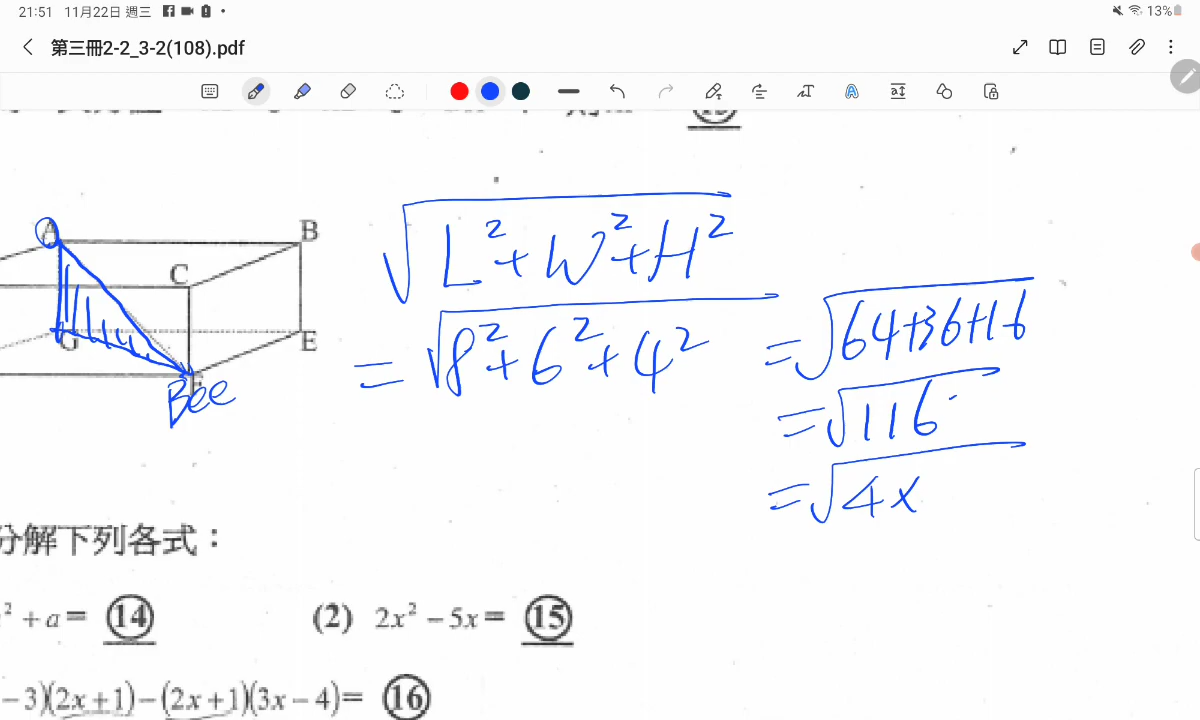 21:51 11月22日 週三
13%
第三冊2-2_3-2(108).pdf
A
B
C
G
E
Bee
√L²+W²+H²
=√8²+6²+4²
=√64+36+16
=√116
=√4×
分解下列各式：
² + a = 14
(2) 2x² − 5x = 15
−3)(2x+1)−(2x+1)(3x−4)= 16